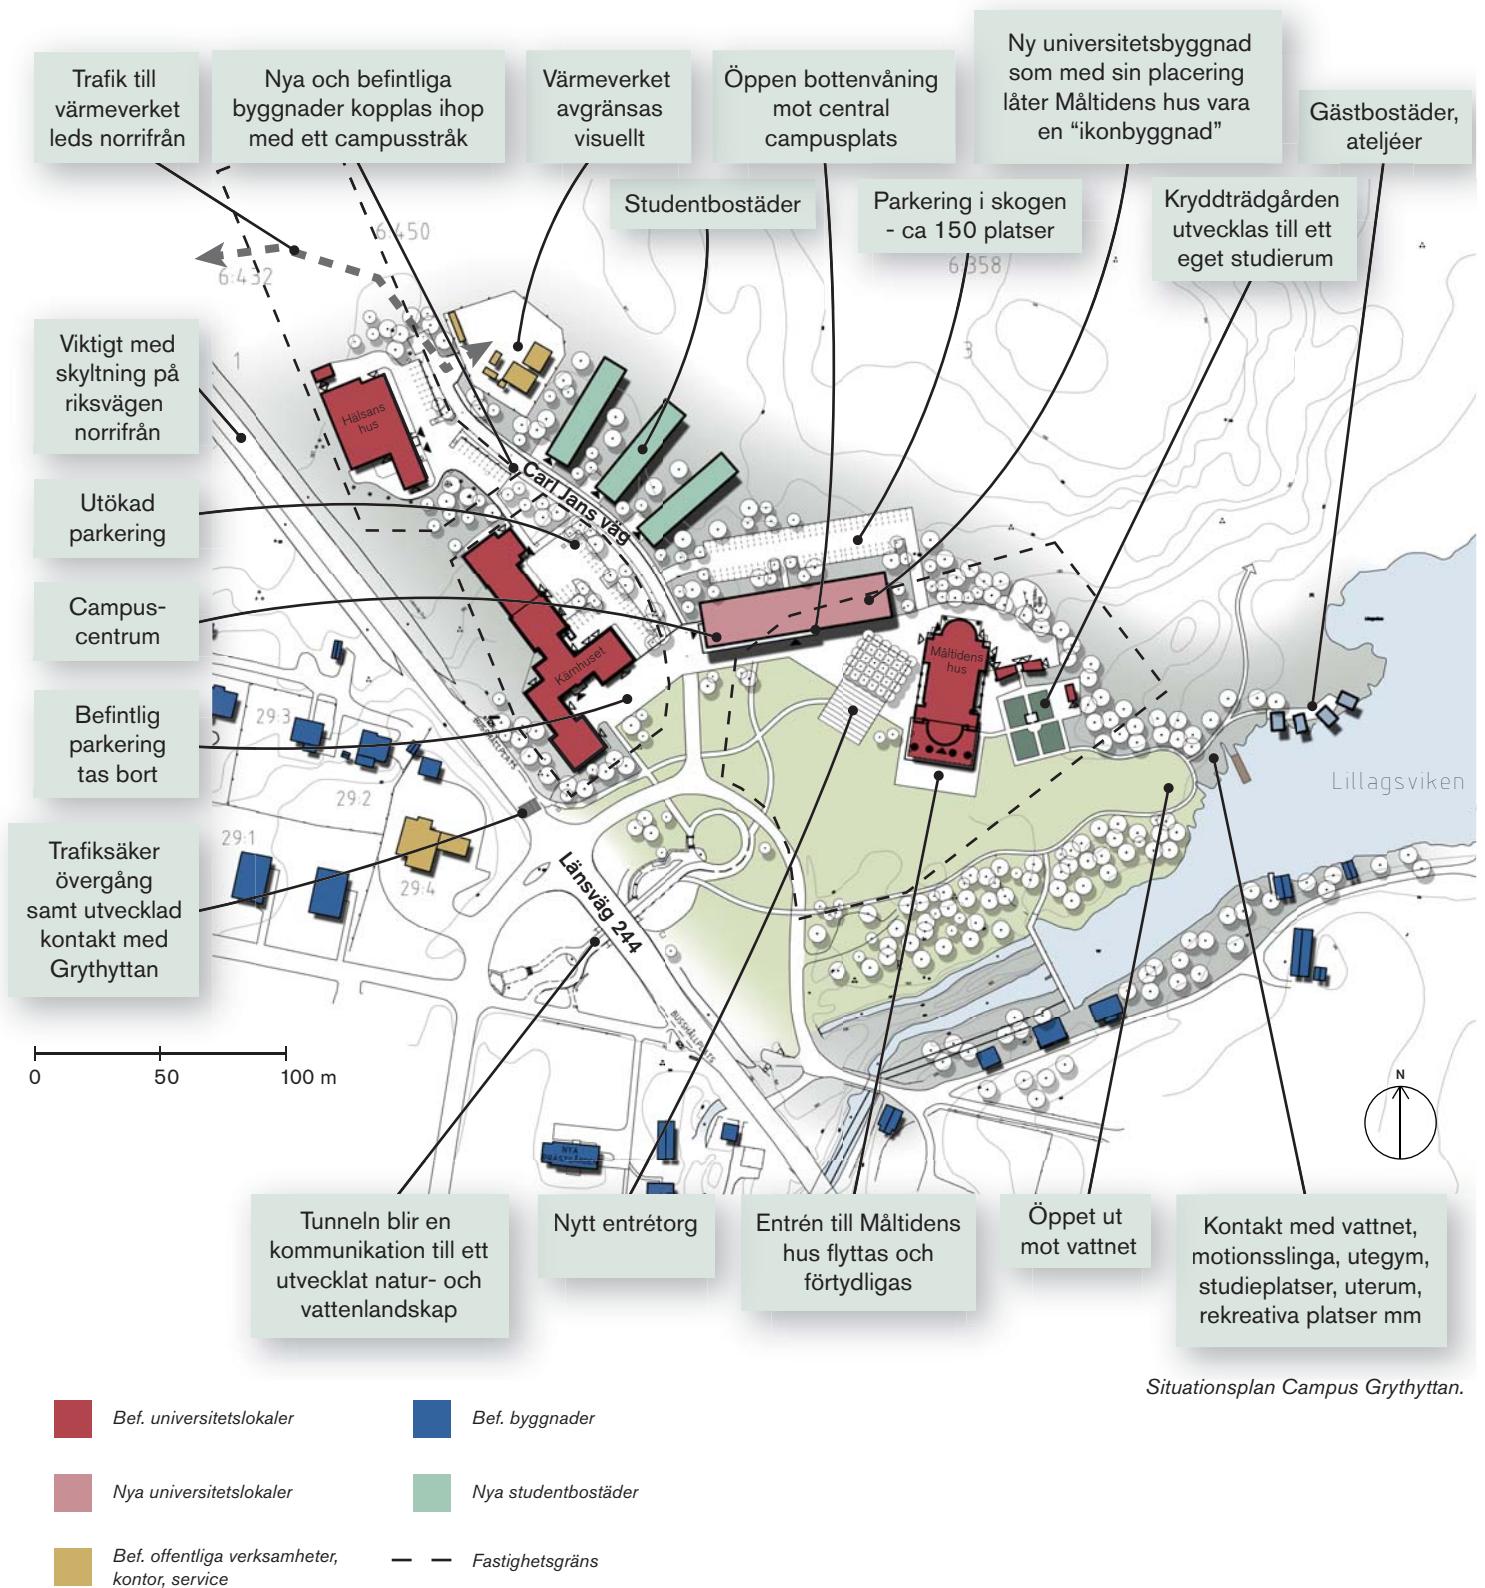 Ny universitetsbyggnad
som med sin placering
låter Måltidens hus vara
en “ikonbyggnad”
Trafik till
värmeverket
leds norrifrån
Nya och befintliga
byggnader kopplas ihop
med ett campusstråk
Värmeverket
avgränsas
visuellt
Öppen bottenvåning
mot central
campusplats
Gästbostäder,
ateljéer
Studentbostäder
Parkering i skogen
- ca 150 platser
Kryddträdgården
utvecklas till ett
eget studierum
6:450
6:432
6:358
3
1
Viktigt med
skyltning på
riksvägen
norrifrån
Hälsans
hus
Utökad
parkering
Carl Jans väg
Campus-
centrum
Kärnhuset
Måltidens
hus
Befintlig
parkering
tas bort
29:3
29:2
29:1
29:4
BUSSHÅLLPLATS
Lillagsviken
Trafiksäker
övergång
samt utvecklad
kontakt med
Grythyttan
Länsväg 244
BUSSHÅLLPLATS
0 50 100 m
N
NYA
Tunneln blir en
kommunikation till ett
utvecklat natur- och
vattenlandskap
Nytt entrétorg
Entrén till Måltidens
hus flyttas och
förtydligas
Öppet ut
mot vattnet
Kontakt med vattnet,
motionsslinga, utegym,
studieplatser, uterum,
rekreativa platser mm
Situationsplan Campus Grythyttan.
Bef. universitetslokaler
Bef. byggnader
Nya universitetslokaler
Nya studentbostäder
Bef. offentliga verksamheter,
kontor, service
Fastighetsgräns